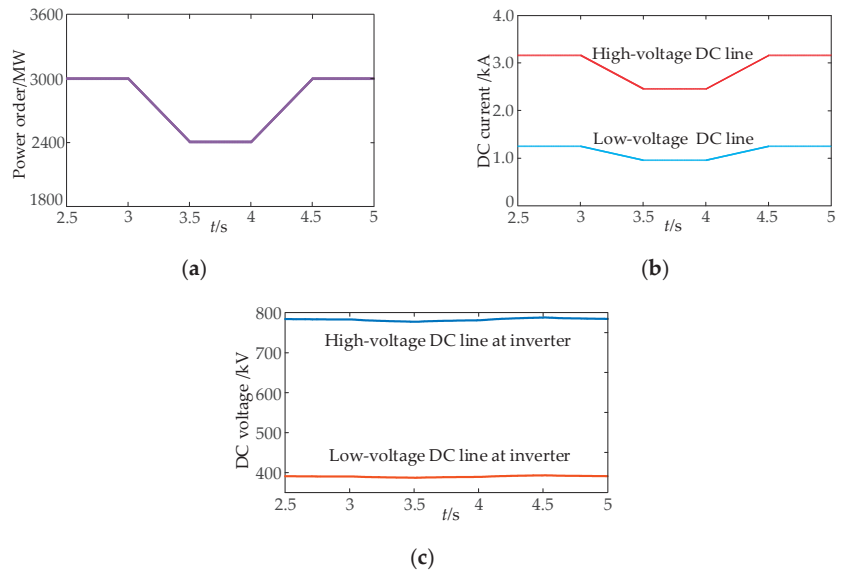 3600
3000
2400
1800
Power order/MW
2.5 3 3.5 4 4.5 5
t/s
(a)
4.0
3.0
2.0
1.0
0
DC current /kA
High-voltage DC line
Low-voltage DC line
2.5 3 3.5 4 4.5 5
t/s
(b)
800
700
600
500
400
DC voltage /kV
High-voltage DC line at inverter
Low-voltage DC line at inverter
2.5 3 3.5 4 4.5 5
t/s
(c)